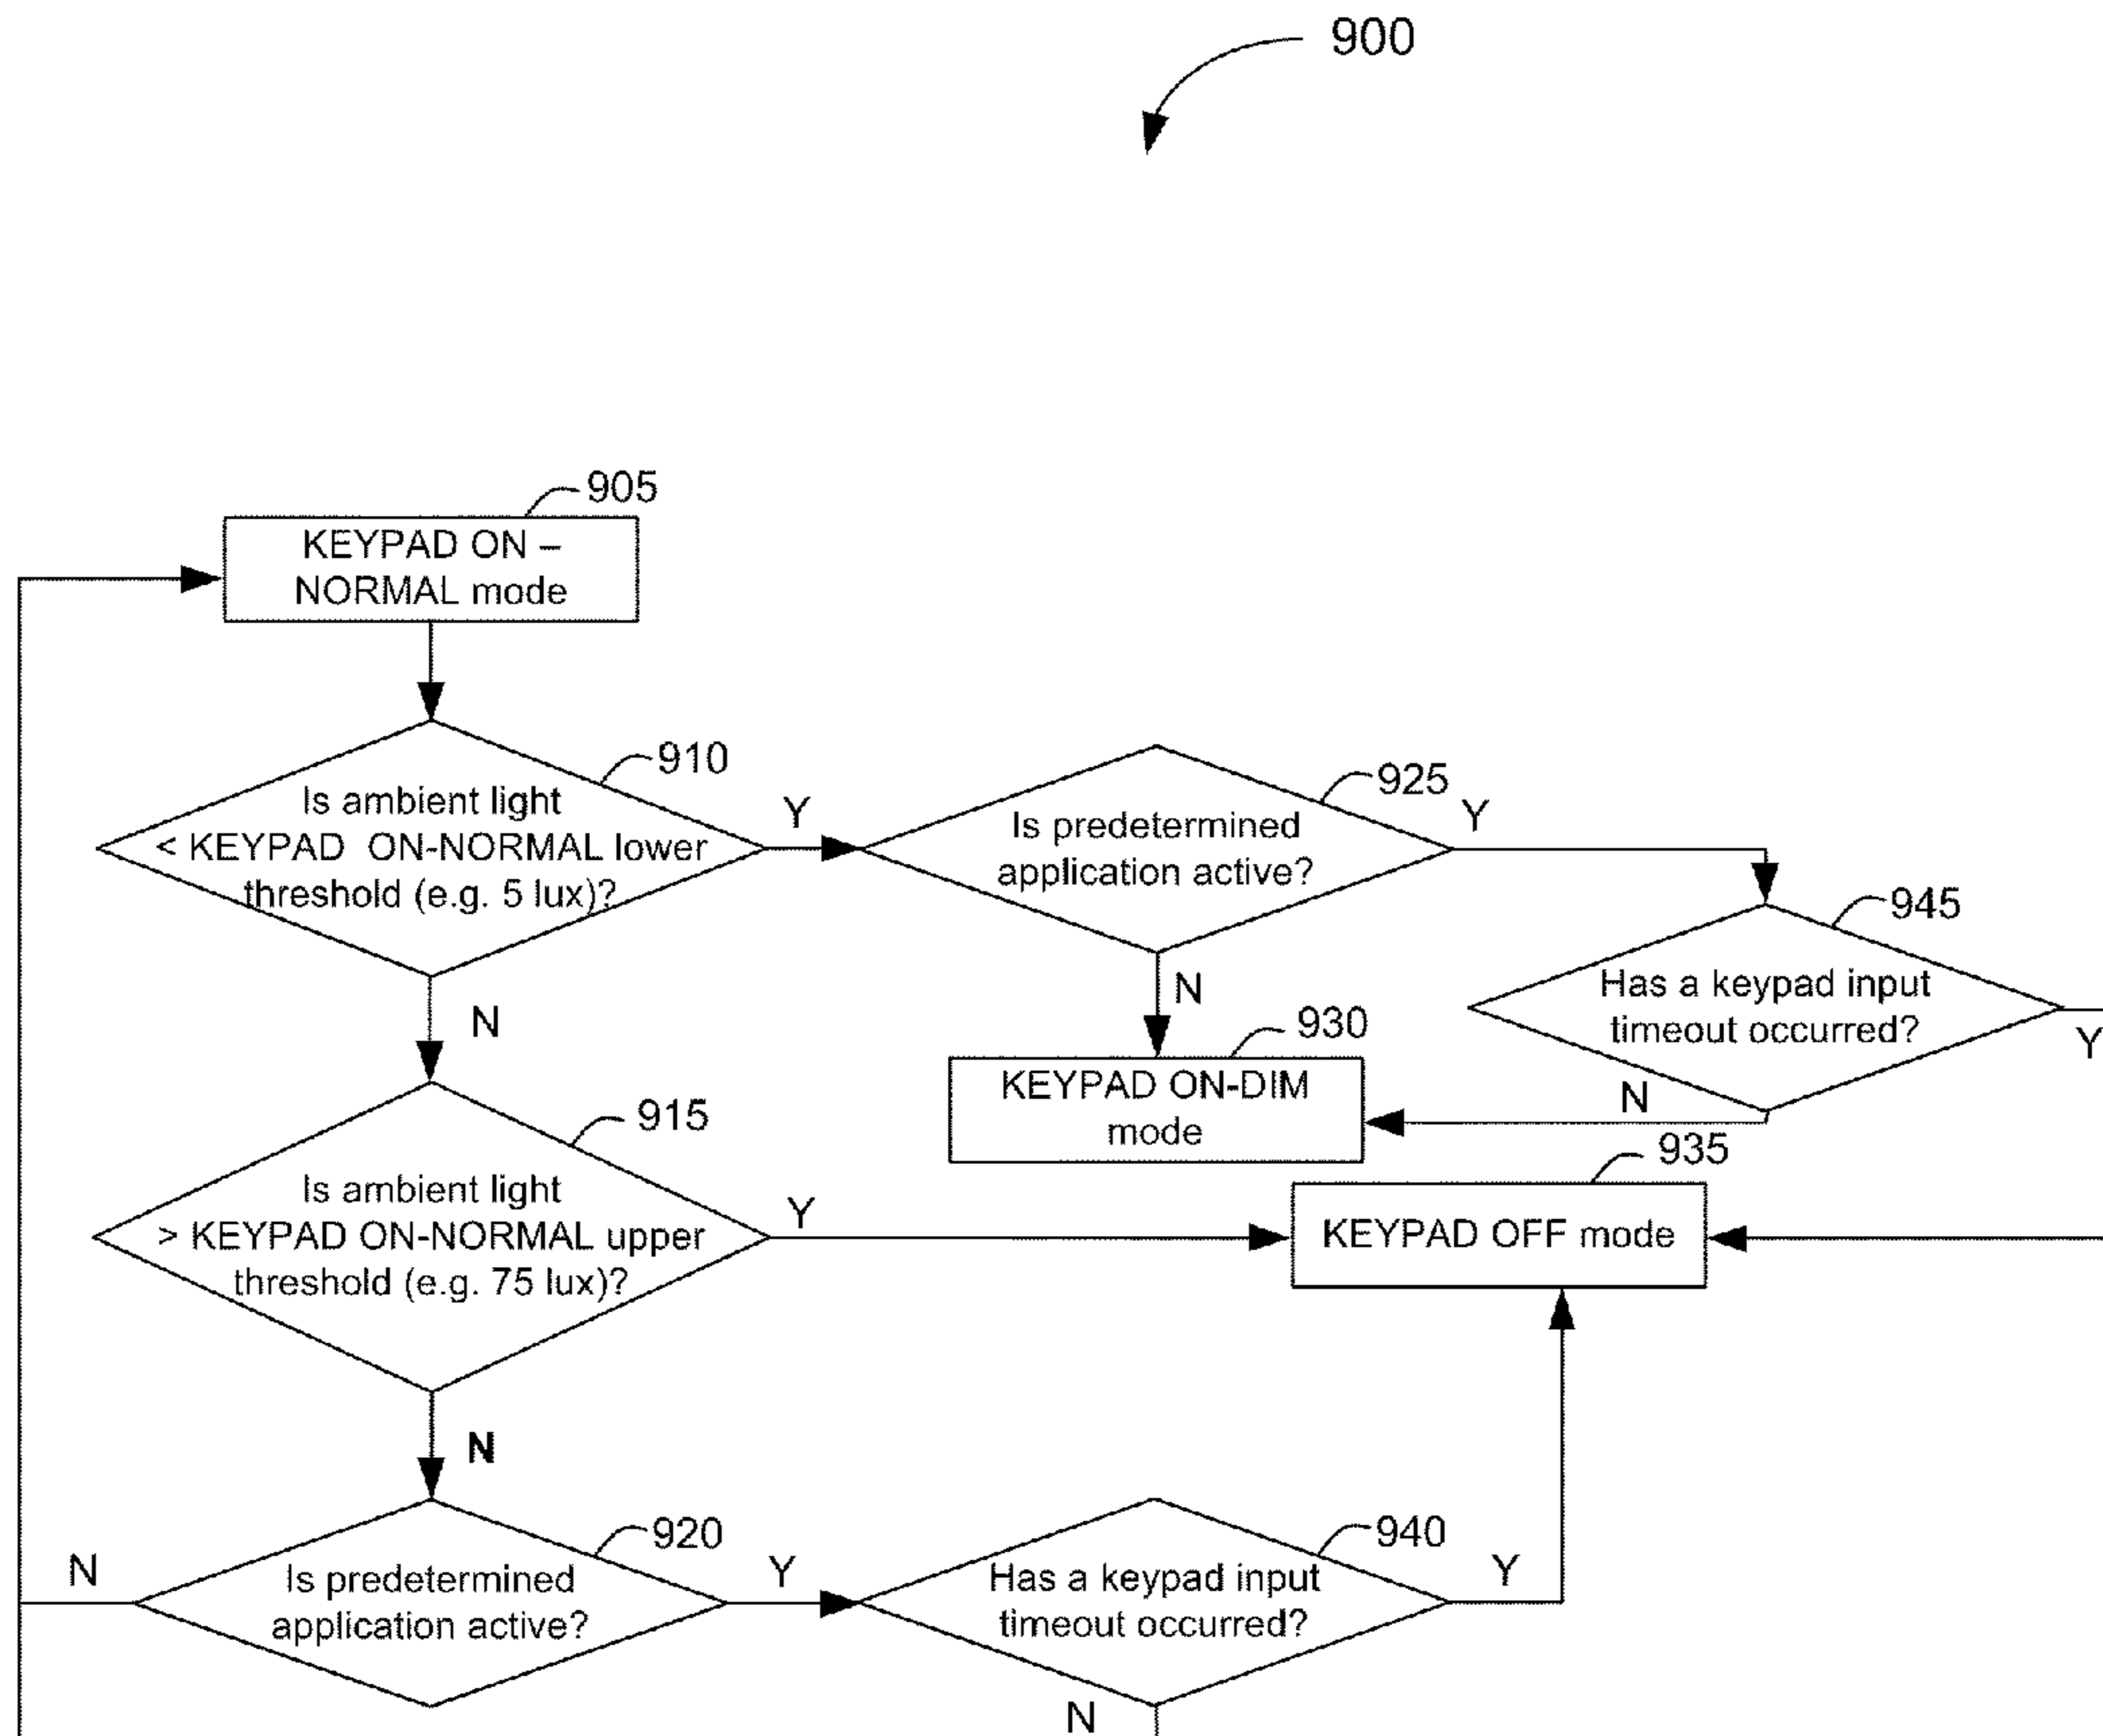 900
905
KEYPAD ON –
NORMAL mode
910
Is ambient light
< KEYPAD ON-NORMAL lower
threshold (e.g. 5 lux)?
Y
925
Is predetermined
application active?
Y
945
Has a keypad input
timeout occurred?
Y
N
N
930
KEYPAD ON-DIM
mode
N
915
Is ambient light
> KEYPAD ON-NORMAL upper
threshold (e.g. 75 lux)?
Y
935
KEYPAD OFF mode
N
920
Is predetermined
application active?
N
Y
940
Has a keypad input
timeout occurred?
Y
N